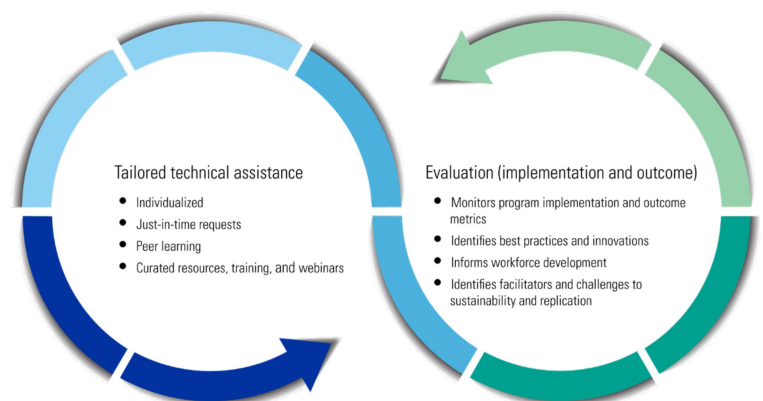 Tailored technical assistance
• Individualized
• Just-in-time requests
• Peer learning
• Curated resources, training, and webinars
Evaluation (implementation and outcome)
• Monitors program implementation and outcome
metrics
• Identifies best practices and innovations
• Informs workforce development
• Identifies facilitators and challenges to
sustainability and replication